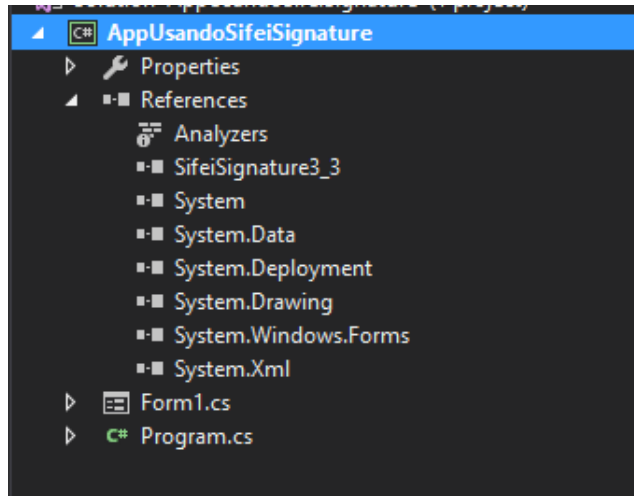 C# AppUsandoSifeiSignature
Properties
References
Analyzers
SifeiSignature3_3
System
System.Data
System.Deployment
System.Drawing
System.Windows.Forms
System.Xml
Form1.cs
C# Program.cs